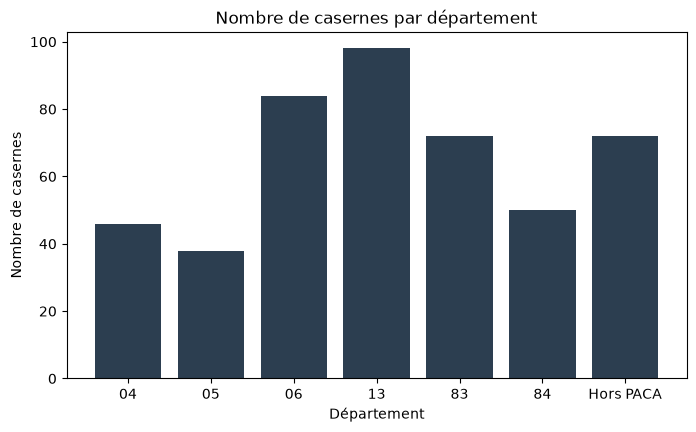 Nombre de casernes par département
Nombre de casernes
100
80
60
40
20
0
04 05 06 13 83 84 Hors PACA
Département